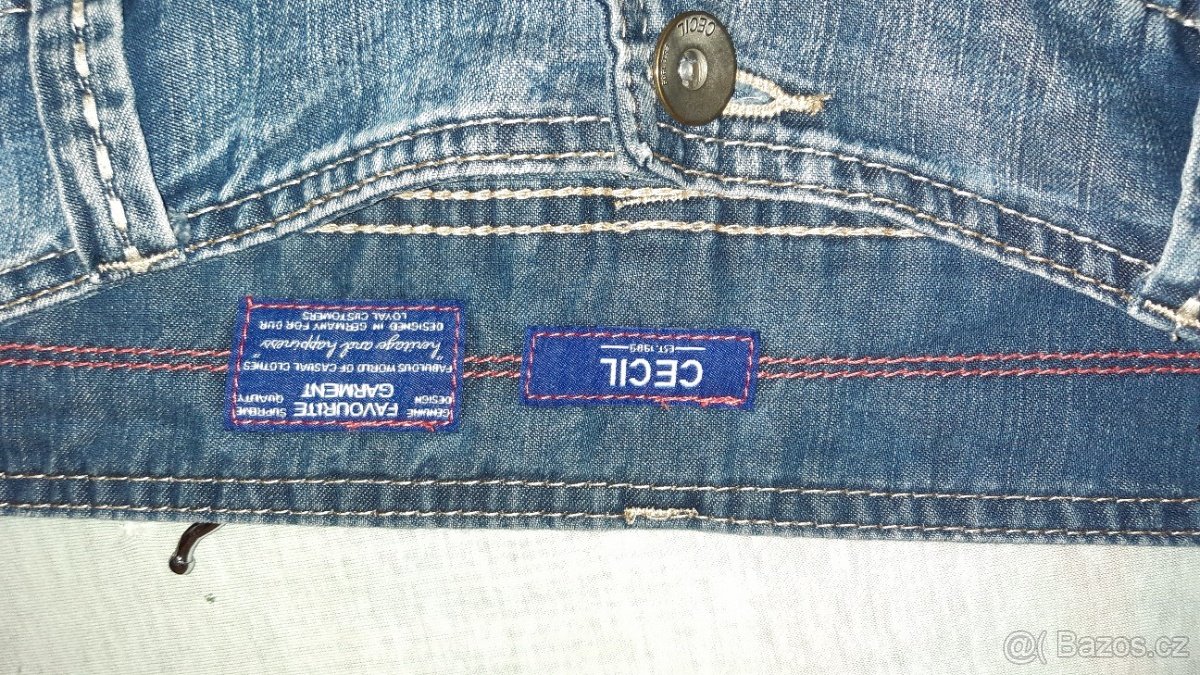 CECIL
GENUINE SUPREME
DESIGN QUALITY
FAVOURITE
GARMENT
FABULOUS WORLD OF CASUAL CLOTHES
"heritage and happiness"
DESIGNED IN GERMANY FOR OUR
LOYAL CUSTOMERS
CECIL
EST. 1989
@( Bazos.cz